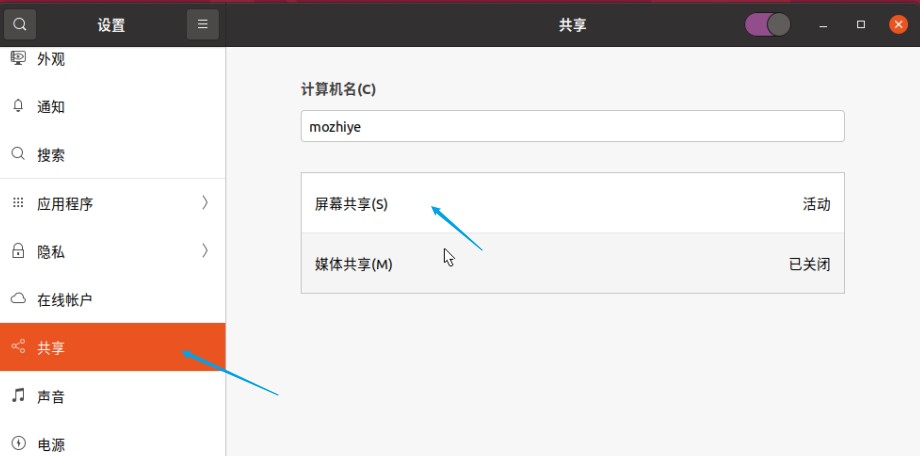 设置
共享
外观
通知
搜索
应用程序
隐私
在线帐户
共享
声音
电源
计算机名(C)
mozhiye
屏幕共享(S) 活动
媒体共享(M) 已关闭